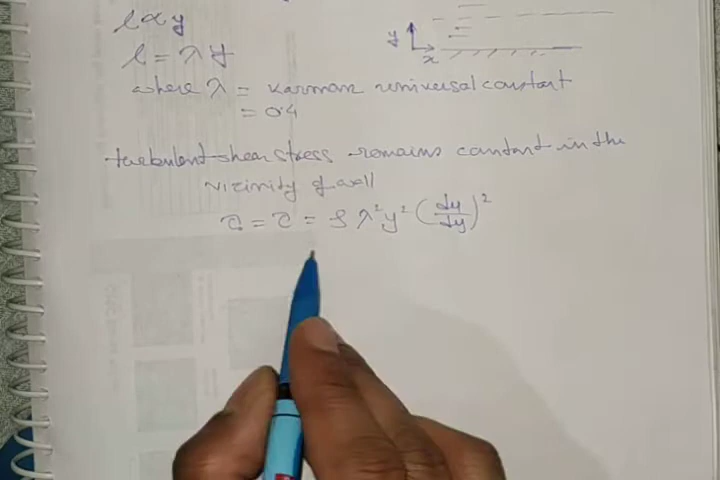 l ∝ y
l = λ y
y
x
where λ = Karman universal constant
= 0.4
turbulent shear stress remains constant in the
vicinity of wall
τ₀ = τ = ρ λ² y² (du/dy)²